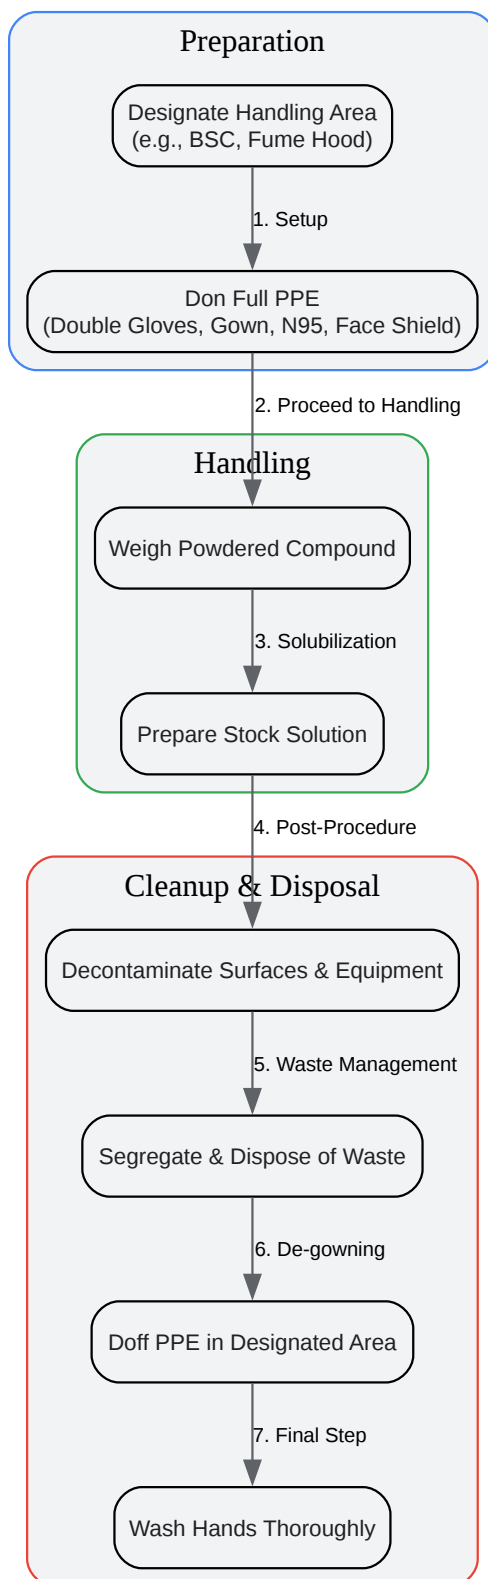 Preparation
Designate Handling Area
(e.g., BSC, Fume Hood)
1. Setup
Don Full PPE
(Double Gloves, Gown, N95, Face Shield)
2. Proceed to Handling
Handling
Weigh Powdered Compound
3. Solubilization
Prepare Stock Solution
4. Post-Procedure
Cleanup & Disposal
Decontaminate Surfaces & Equipment
5. Waste Management
Segregate & Dispose of Waste
6. De-gowning
Doff PPE in Designated Area
7. Final Step
Wash Hands Thoroughly